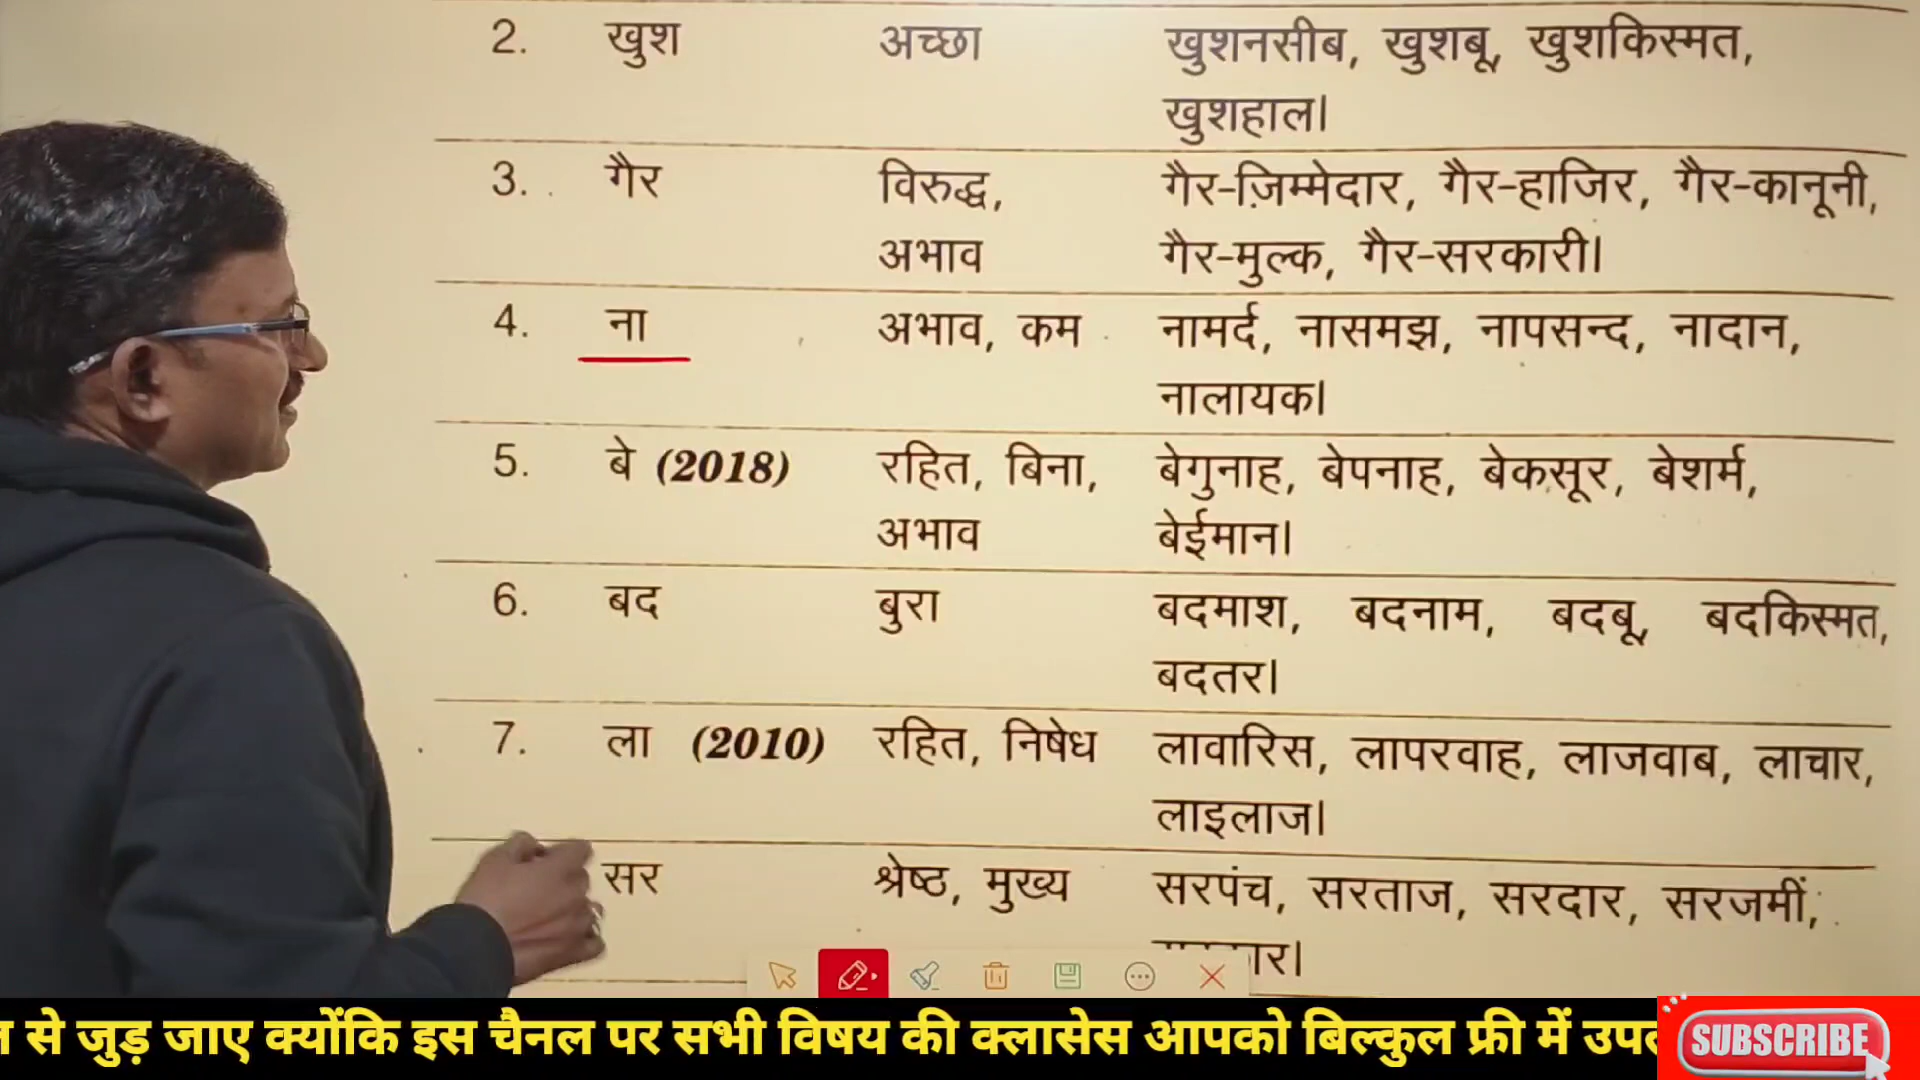 2. खुश अच्छा खुशनसीब, खुशबू, खुशकिस्मत,
खुशहाल।
3. गैर विरुद्ध, गैर-ज़िम्मेदार, गैर-हाजिर, गैर-कानूनी,
अभाव गैर-मुल्क, गैर-सरकारी।
4. ना अभाव, कम नामर्द, नासमझ, नापसन्द, नादान,
नालायक।
5. बे (2018) रहित, बिना, बेगुनाह, बेपनाह, बेकसूर, बेशर्म,
अभाव बेईमान।
6. बद बुरा बदमाश, बदनाम, बदबू, बदकिस्मत,
बदतर।
7. ला (2010) रहित, निषेध लावारिस, लापरवाह, लाजवाब, लाचार,
लाइलाज।
सर श्रेष्ठ, मुख्य सरपंच, सरताज, सरदार, सरजमीं,
से जुड़ जाए क्योंकि इस चैनल पर सभी विषय की क्लासेस आपको बिल्कुल फ्री में
SUBSCRIBE